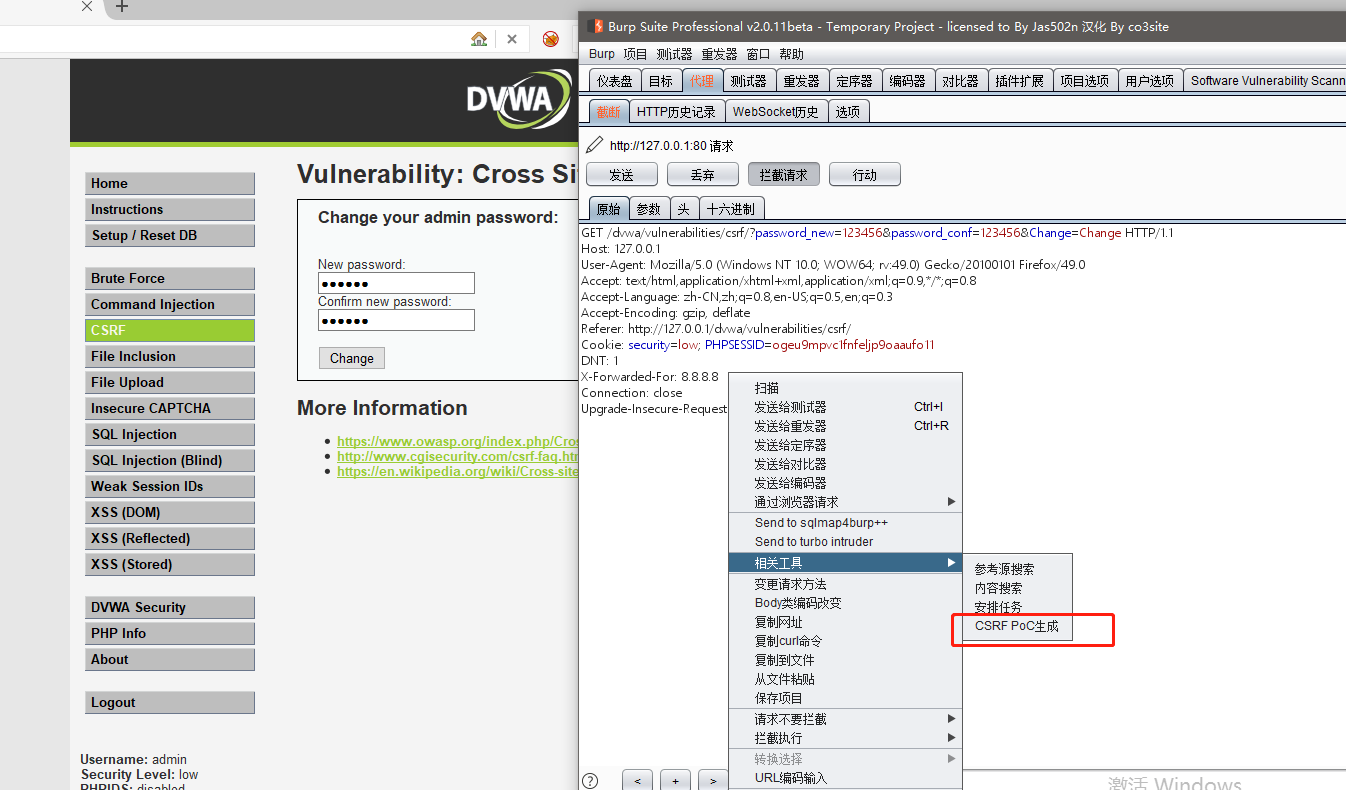 DVWA
Home
Instructions
Setup / Reset DB
Brute Force
Command Injection
CSRF
File Inclusion
File Upload
Insecure CAPTCHA
SQL Injection
SQL Injection (Blind)
Weak Session IDs
XSS (DOM)
XSS (Reflected)
XSS (Stored)
DVWA Security
PHP Info
About
Logout
Username: admin
Security Level: low
PHPIDS: disabled
Vulnerability: Cross Si
Change your admin password:
New password:
●●●●●●
Confirm new password:
●●●●●●
Change
More Information
https://www.owasp.org/index.php/Cros
http://www.cgisecurity.com/csrf-faq.htm
https://en.wikipedia.org/wiki/Cross-site
Burp Suite Professional v2.0.11beta - Temporary Project - licensed to By Jas502n 汉化 By co3site
Burp 项目 测试器 重发器 窗口 帮助
仪表盘 目标 代理 测试器 重发器 定序器 编码器 对比器 插件扩展 项目选项 用户选项 Software Vulnerability Scann
截断 HTTP历史记录 WebSocket历史 选项
http://127.0.0.1:80 请求
发送 丢弃 拦截请求 行动
原始 参数 头 十六进制
GET /dvwa/vulnerabilities/csrf/?password_new=123456&password_conf=123456&Change=Change HTTP/1.1
Host: 127.0.0.1
User-Agent: Mozilla/5.0 (Windows NT 10.0; WOW64; rv:49.0) Gecko/20100101 Firefox/49.0
Accept: text/html,application/xhtml+xml,application/xml;q=0.9,*/*;q=0.8
Accept-Language: zh-CN,zh;q=0.8,en-US;q=0.5,en;q=0.3
Accept-Encoding: gzip, deflate
Referer: http://127.0.0.1/dvwa/vulnerabilities/csrf/
Cookie: security=low; PHPSESSID=ogeu9mpvc1fnfeljp9oaaufo11
DNT: 1
X-Forwarded-For: 8.8.8.8
Connection: close
Upgrade-Insecure-Request
扫描
发送给测试器 Ctrl+I
发送给重发器 Ctrl+R
发送给定序器
发送给对比器
发送给编码器
通过浏览器请求
Send to sqlmap4burp++
Send to turbo intruder
相关工具
变更请求方法
Body类编码改变
复制网址
复制curl命令
复制到文件
从文件粘贴
保存项目
请求不要拦截
拦截执行
转换选择
URL编码输入
参考源搜索
内容搜索
安排任务
CSRF PoC生成
? < + >
激活 Windows